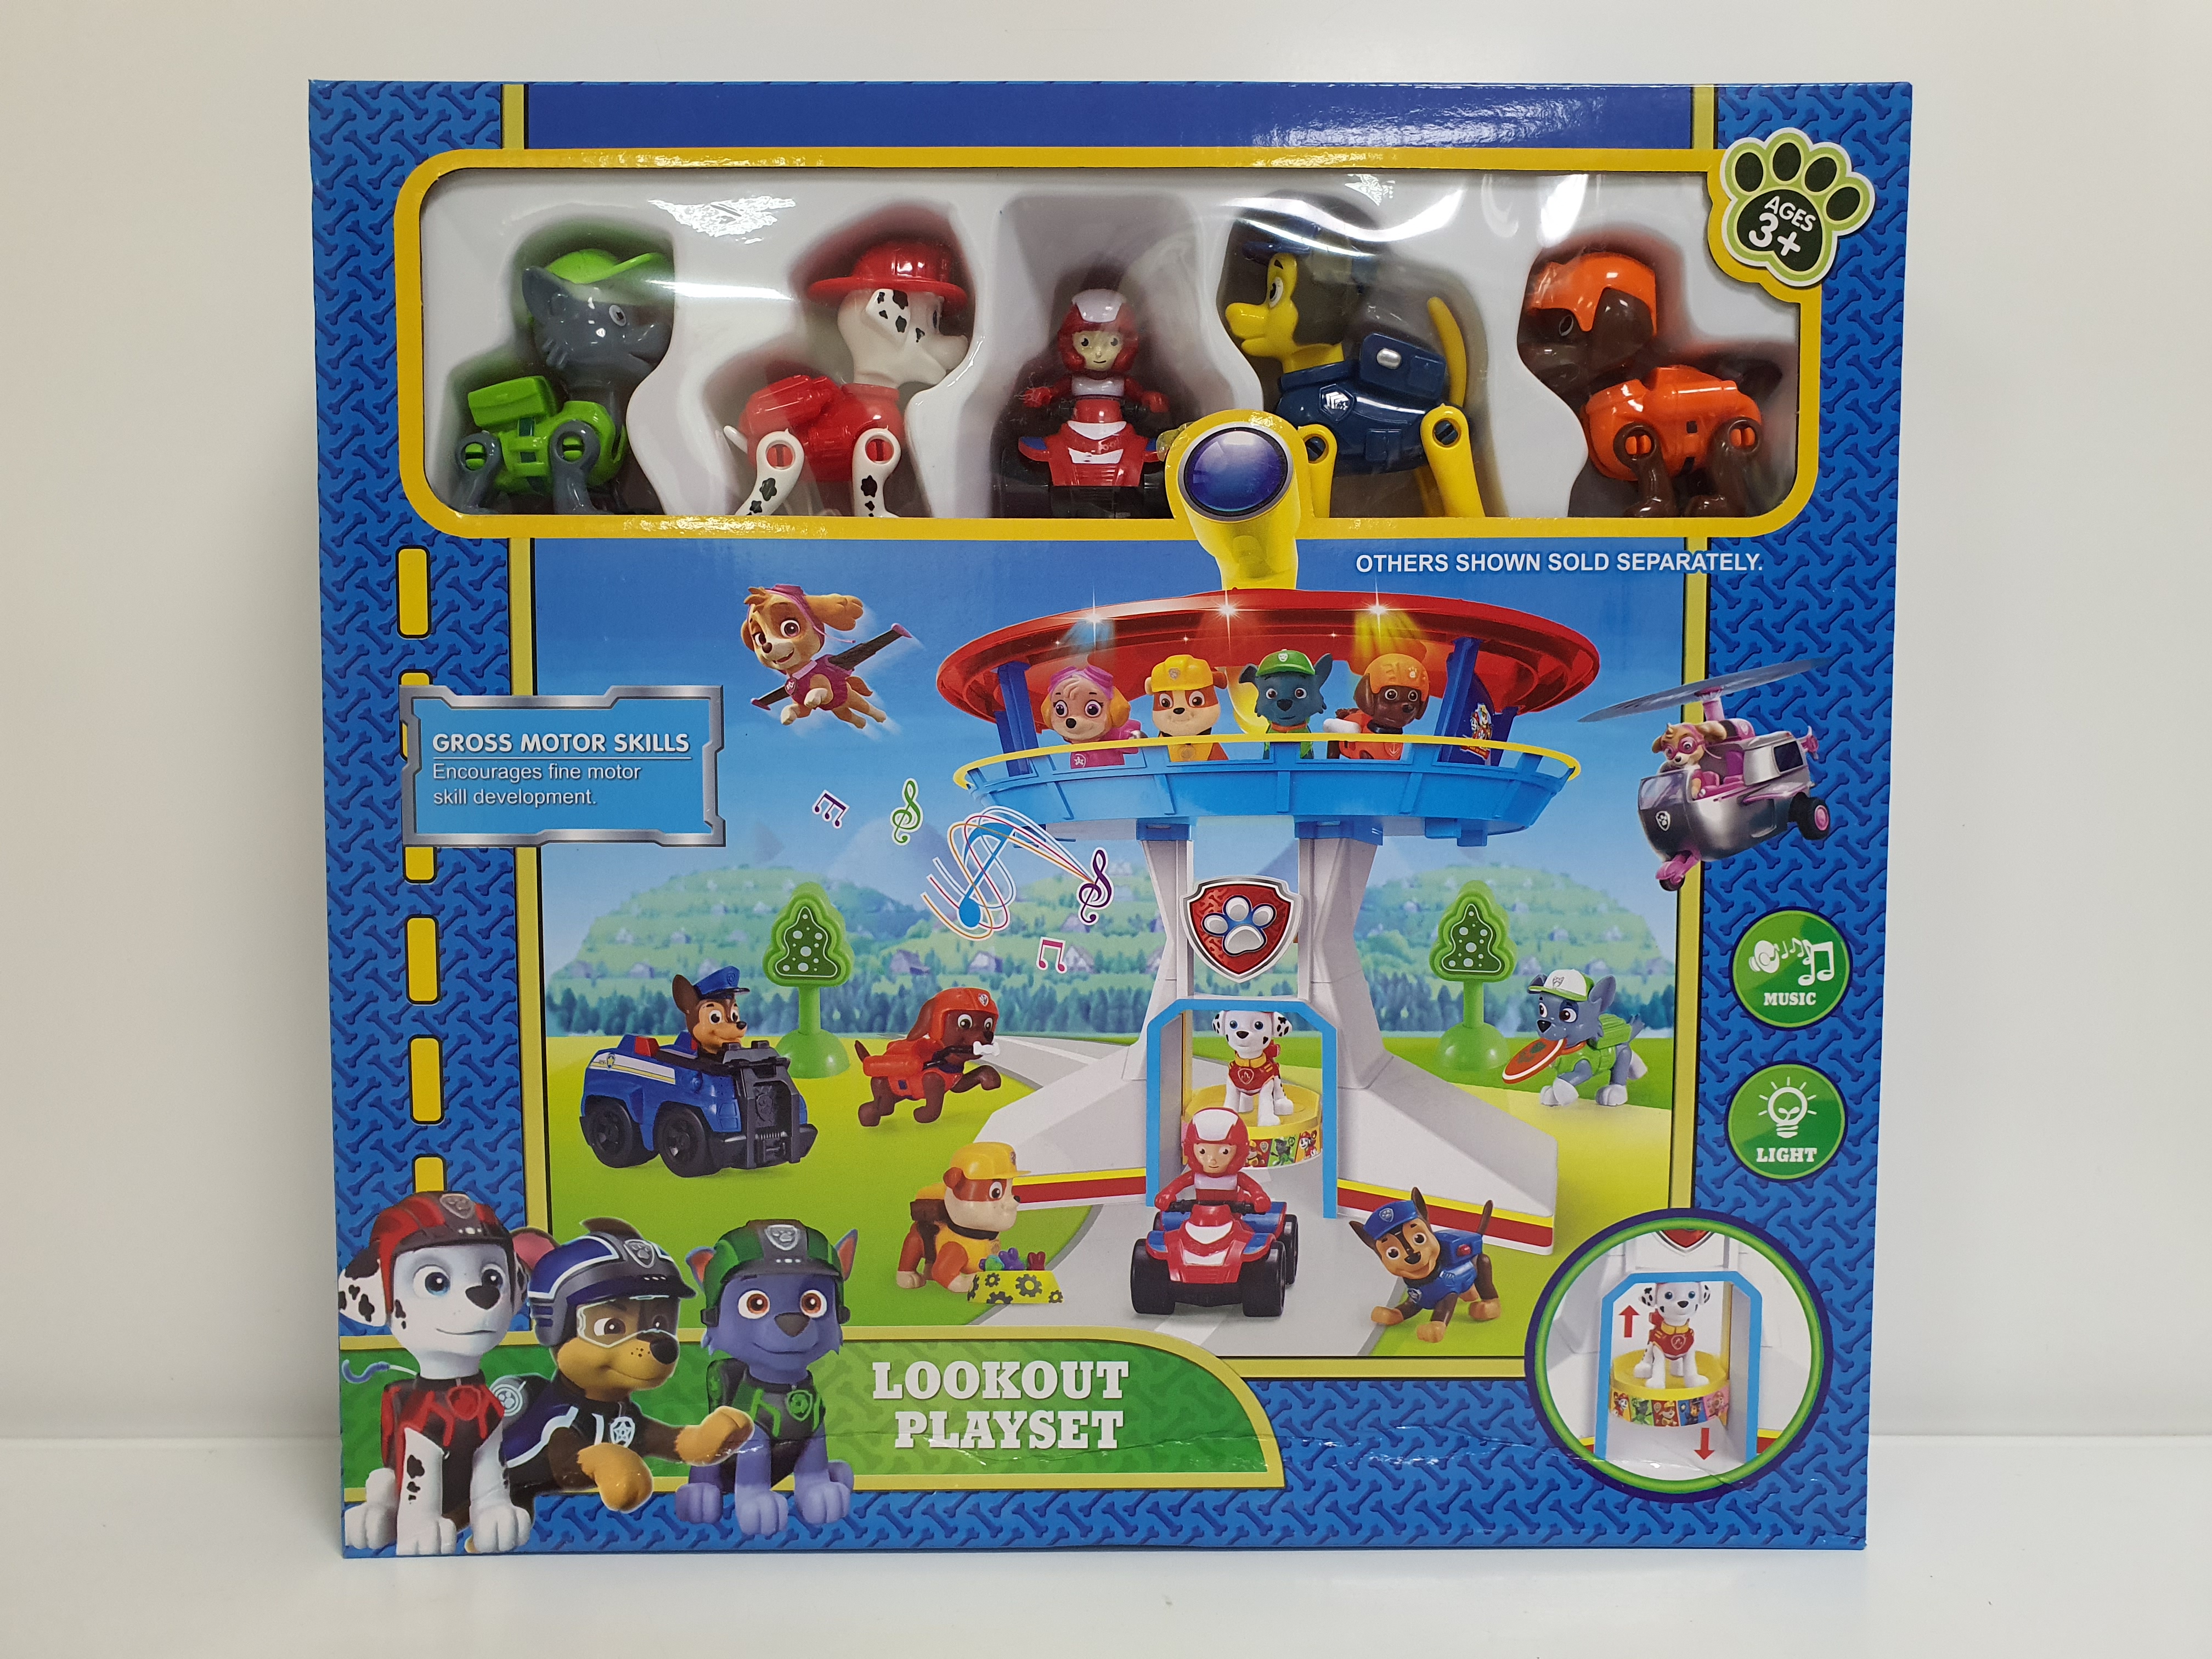 AGES
3+
OTHERS SHOWN SOLD SEPARATELY.
GROSS MOTOR SKILLS
Encourages fine motor
skill development.
MUSIC
LIGHT
LOOKOUT
PLAYSET